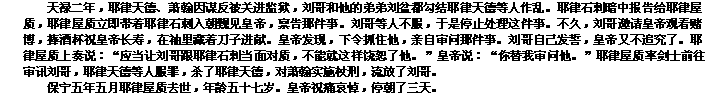 天禄二年，耶律天德、萧翰因谋反被关进监狱，刘哥和他的弟弟刘盆都勾结耶律天德等人作乱。耶律石剌暗中报告给耶律屋
质，耶律屋质立即带着耶律石剌入朝觐见皇帝，禀告那件事。刘哥等人不服，于是停止处理这件事。不久，刘哥邀请皇帝观看赌
博，捧酒杯祝皇帝长寿，在袖里藏着刀子进献。皇帝发现，下令抓住他，亲自审问那件事。刘哥自己发誓，皇帝又不追究了。耶
律屋质上奏说：“应当让刘哥跟耶律石剌当面对质，不能就这样饶恕了他。”皇帝说：“你替我审问他。”耶律屋质率剑士前往
审讯刘哥，耶律天德等人服罪，杀了耶律天德，对萧翰实施杖刑，流放了刘哥。
保宁五年五月耶律屋质去世，年龄五十七岁。皇帝祝痛哀悼，停朝了三天。